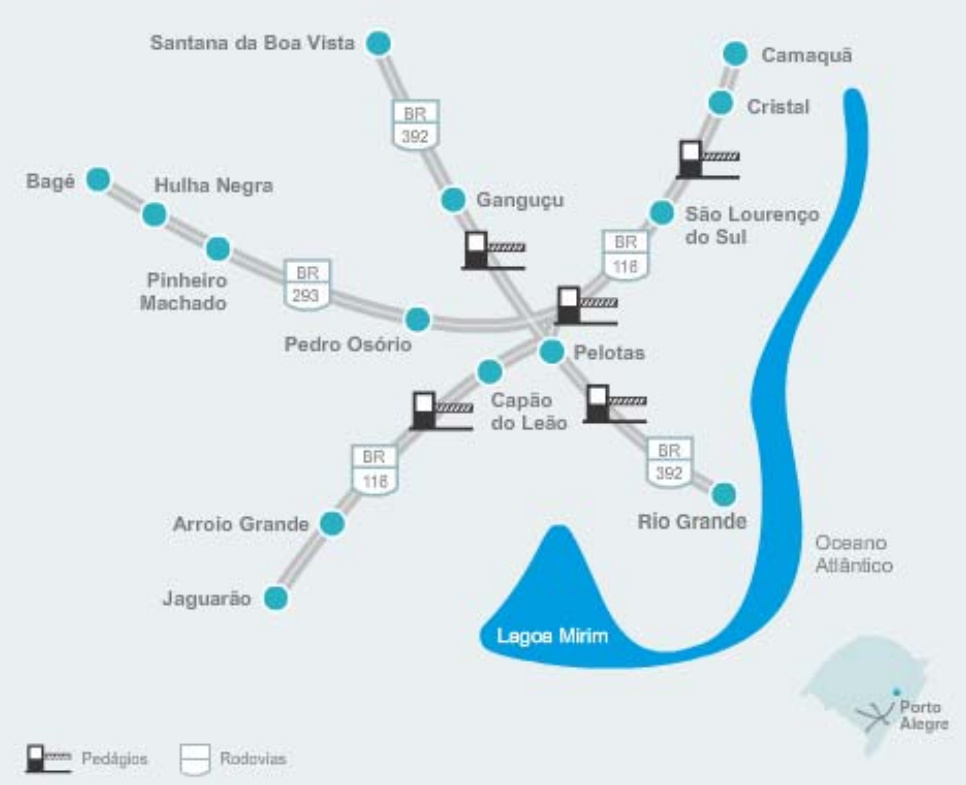 Santana da Boa Vista
Camaquã
Cristal
BR
392
Bagé
Hulha Negra
Ganguçu
São Lourenço
do Sul
BR
116
Pinheiro
Machado
BR
293
Pedro Osório
Pelotas
Capão
do Leão
BR
116
BR
392
Arroio Grande
Rio Grande
Oceano
Atlântico
Jaguarão
Lagoa Mirim
Porto
Alegre
Pedágios
Rodovias